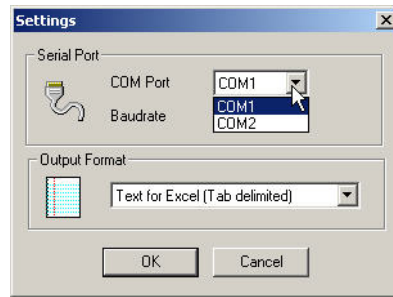 Settings
Serial Port
COM Port COM1
COM1
Baudrate COM2
Output Format
Text for Excel (Tab delimited)
OK Cancel